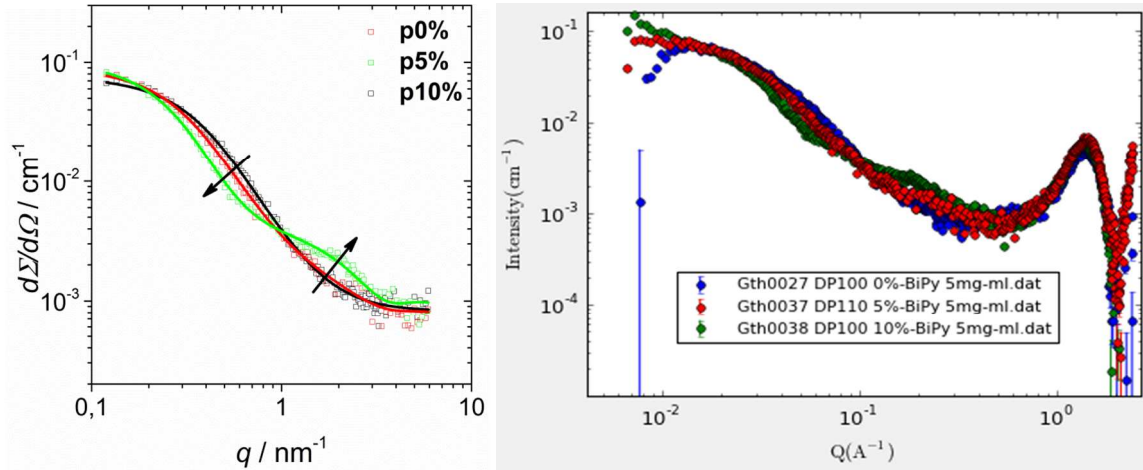 p0%
p5%
p10%
10⁻¹
10⁻²
10⁻³
dΣ/dΩ / cm⁻¹
0,1
1
10
q / nm⁻¹
10⁻¹
10⁻²
10⁻³
10⁻⁴
Intensity(cm⁻¹)
Gth0027 DP100 0%-BiPy 5mg-ml.dat
Gth0037 DP110 5%-BiPy 5mg-ml.dat
Gth0038 DP100 10%-BiPy 5mg-ml.dat
10⁻²
10⁻¹
10⁰
Q(A⁻¹)